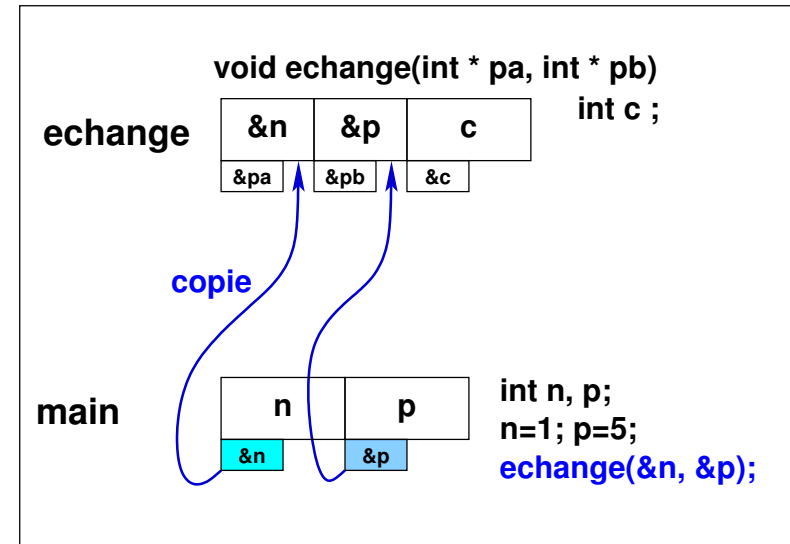 void echange(int * pa, int * pb)
int c ;
echange &n &p c
&pa &pb &c
copie
main n p
&n &p
int n, p;
n=1; p=5;
echange(&n, &p);